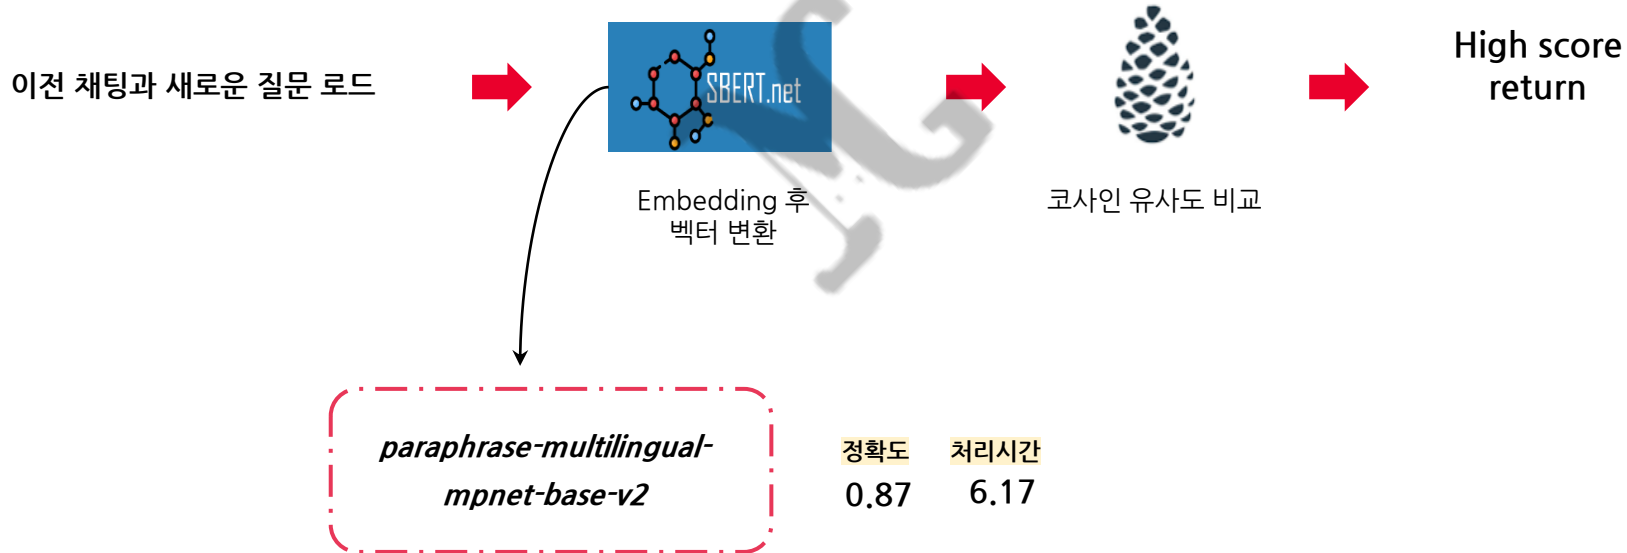 이전 채팅과 새로운 질문 로드
SBERT.net
High score
return
Embedding 후
벡터 변환
코사인 유사도 비교
paraphrase-multilingual-
mpnet-base-v2
정확도 처리시간
0.87 6.17